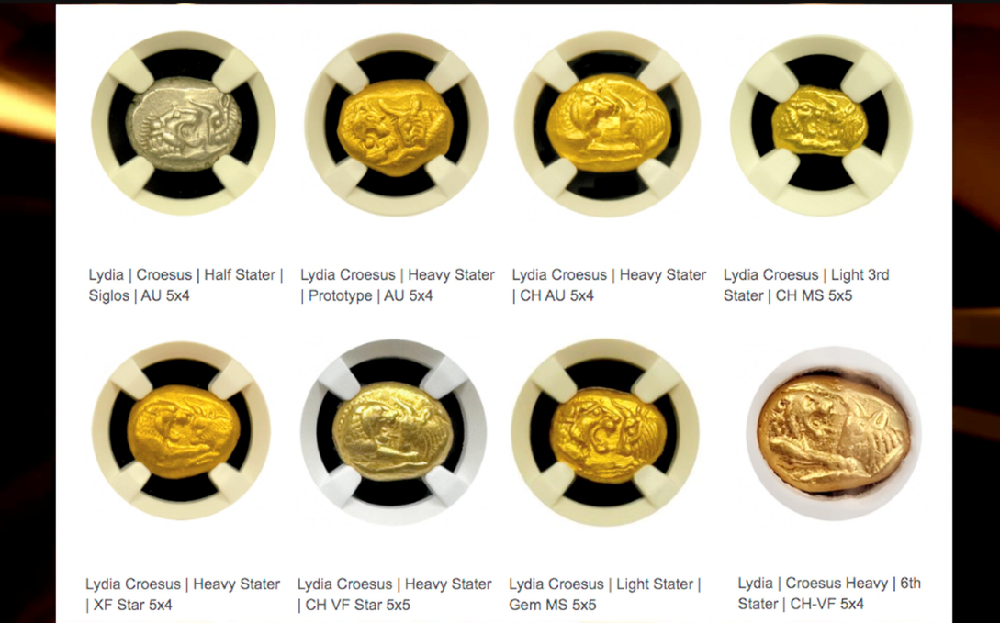 Lydia | Croesus | Half Stater |
Siglos | AU 5x4
Lydia Croesus | Heavy Stater
| Prototype | AU 5x4
Lydia Croesus | Heavy Stater
| CH AU 5x4
Lydia Croesus | Light 3rd
Stater | CH MS 5x5
Lydia Croesus | Heavy Stater
| XF Star 5x4
Lydia Croesus | Heavy Stater
| CH VF Star 5x5
Lydia Croesus | Light Stater |
Gem MS 5x5
Lydia | Croesus Heavy | 6th
Stater | CH-VF 5x4